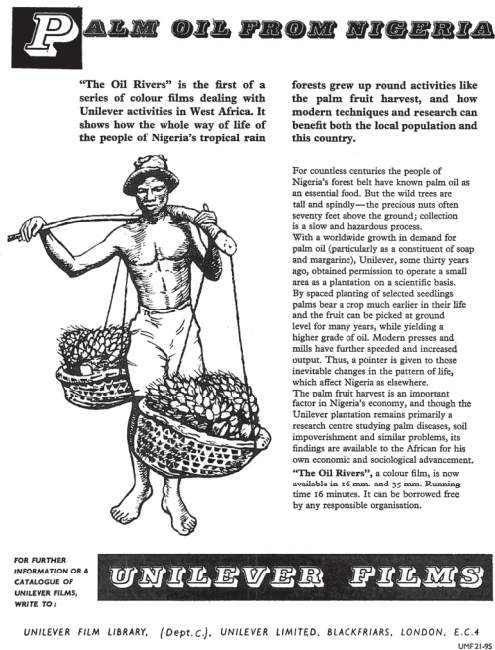 PALM OIL FROM NIGERIA
"The Oil Rivers" is the first of a
series of colour films dealing with
Unilever activities in West Africa. It
shows how the whole way of life of
the people of Nigeria's tropical rain
forests grew up round activities like
the palm fruit harvest, and how
modern techniques and research can
benefit both the local population and
this country.
For countless centuries the people of
Nigeria's forest belt have known palm oil as
an essential food. But the wild trees are
tall and spindly—the precious nuts often
seventy feet above the ground; collection
is a slow and hazardous process.
With a worldwide growth in demand for
palm oil (particularly as a constituent of soap
and margarine), Unilever, some thirty years
ago, obtained permission to operate a small
area as a plantation on a scientific basis.
By spaced planting of selected seedlings
palms bear a crop much earlier in their life
and the fruit can be picked at ground
level for many years, while yielding a
higher grade of oil. Modern presses and
mills have further speeded and increased
output. Thus, a pointer is given to those
inevitable changes in the pattern of life,
which affect Nigeria as elsewhere.
The palm fruit harvest is an important
factor in Nigeria's economy, and though the
Unilever plantation remains primarily a
research centre studying palm diseases, soil
impoverishment and similar problems, its
findings are available to the African for his
own economic and sociological advancement.
"The Oil Rivers", a colour film, is now
available in 16 mm. and 35 mm. Running
time 16 minutes. It can be borrowed free
by any responsible organisation.
FOR FURTHER
INFORMATION OR A
CATALOGUE OF
UNILEVER FILMS,
WRITE TO:
UNILEVER FILMS
UNILEVER FILM LIBRARY, (Dept.C.), UNILEVER LIMITED, BLACKFRIARS, LONDON, E.C.4
UMF 21-95